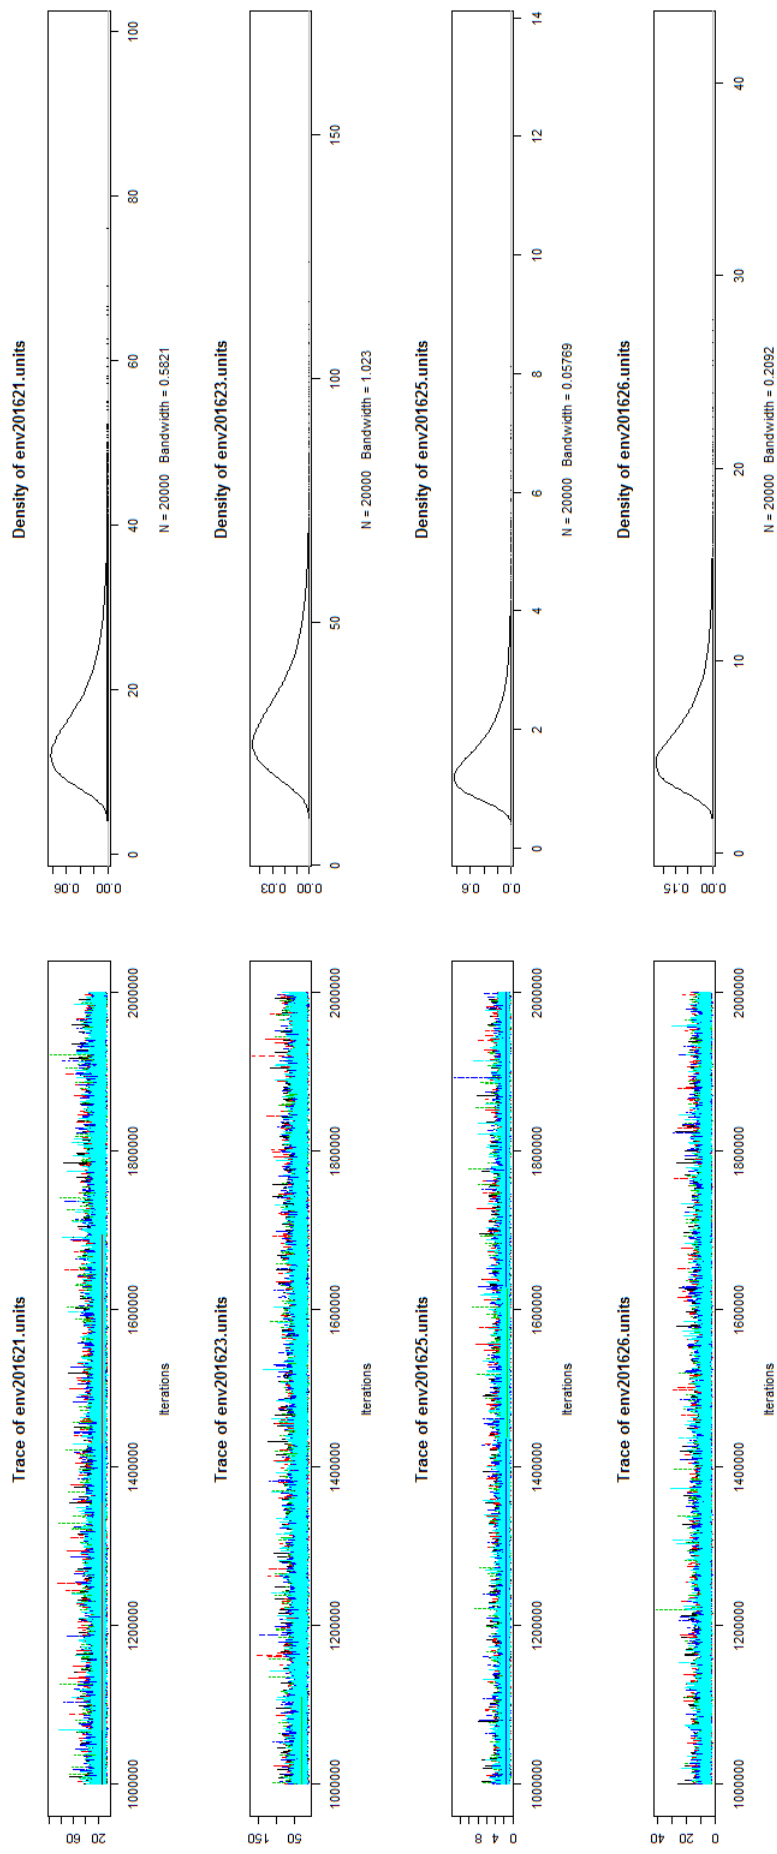 Trace of env201621.units
20 60
1000000 1200000 1400000 1600000 1800000 2000000
Iterations
Density of env201621.units
0.00 0.06
0 20 40 60 80 100
N = 20000 Bandwidth = 0.5821
Trace of env201623.units
50 150
1000000 1200000 1400000 1600000 1800000 2000000
Iterations
Density of env201623.units
0.00 0.03
0 50 100 150
N = 20000 Bandwidth = 1.023
Trace of env201625.units
0 4 8
1000000 1200000 1400000 1600000 1800000 2000000
Iterations
Density of env201625.units
0.0 0.6
0 2 4 6 8 10 12 14
N = 20000 Bandwidth = 0.05769
Trace of env201626.units
0 20 40
1000000 1200000 1400000 1600000 1800000 2000000
Iterations
Density of env201626.units
0.00 0.15
0 10 20 30 40
N = 20000 Bandwidth = 0.2092